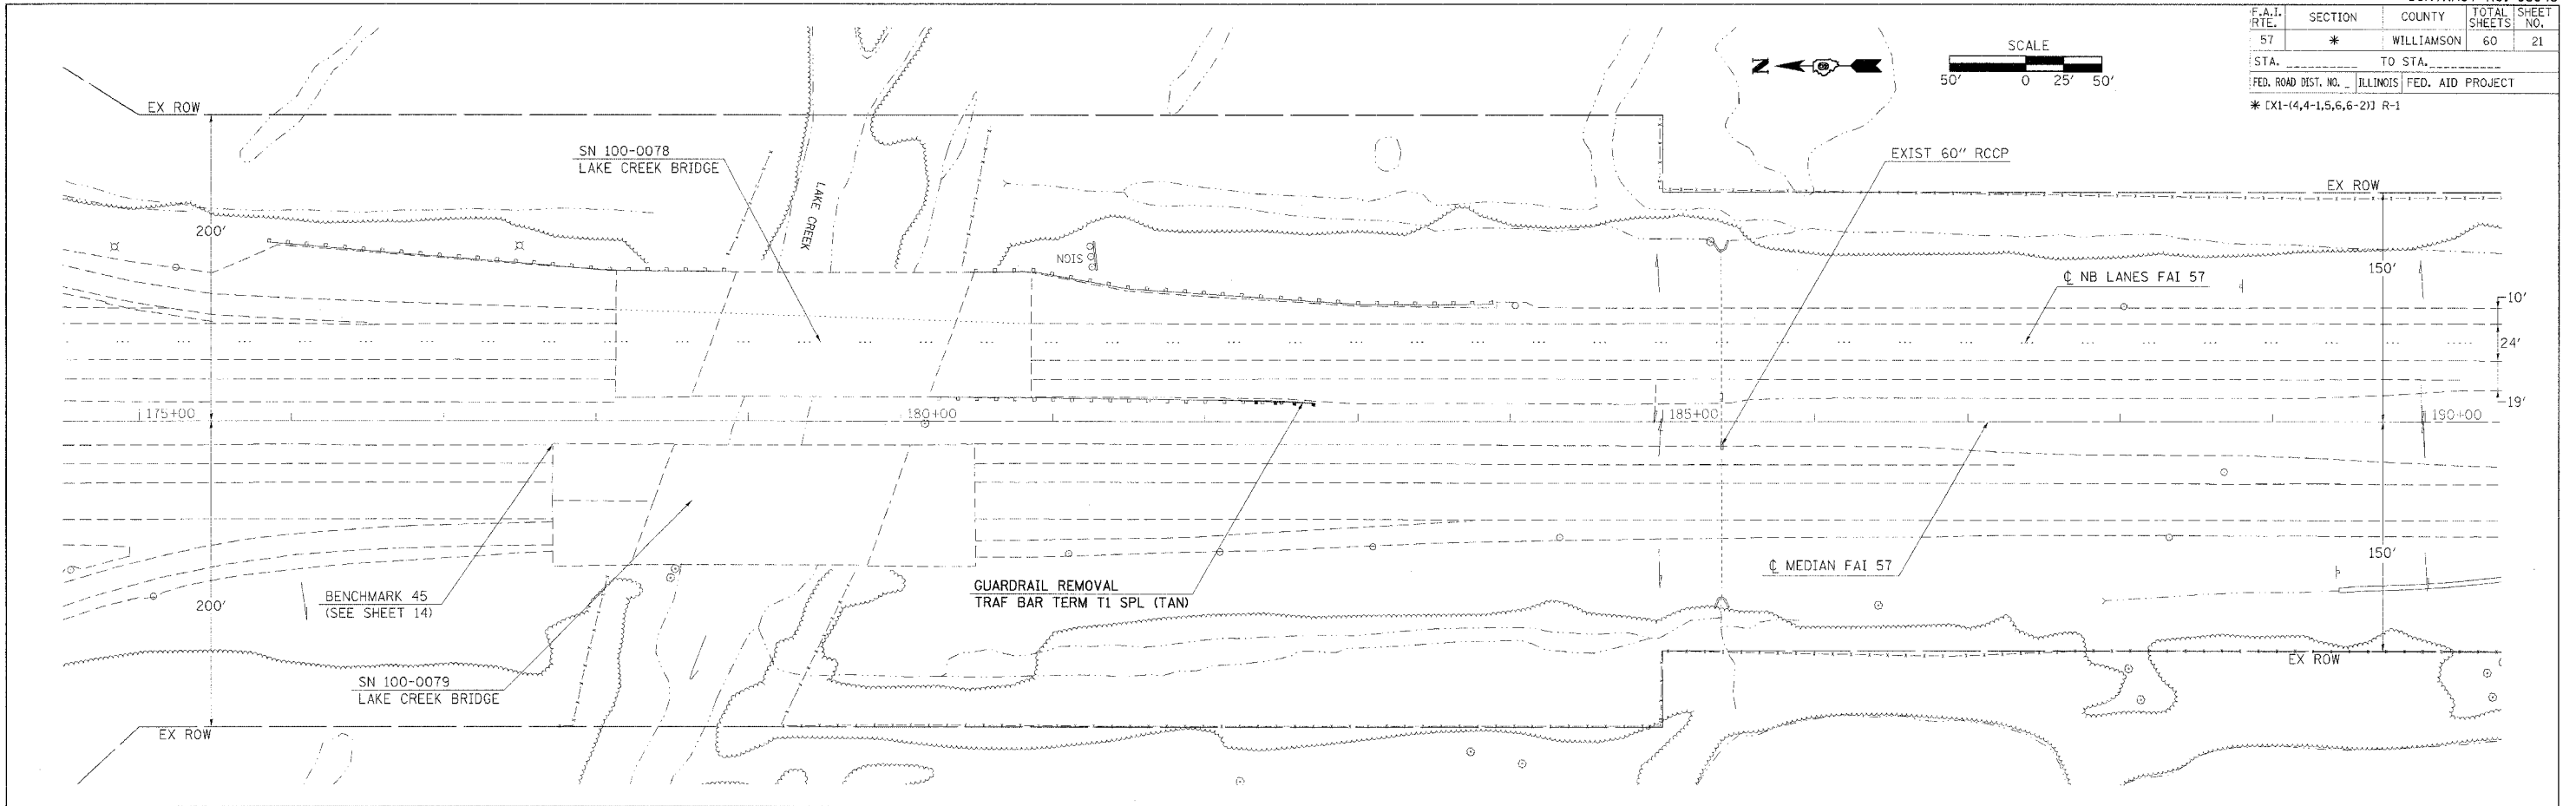 F.A.I. RTE. SECTION COUNTY TOTAL SHEETS SHEET NO.
57 * WILLIAMSON 60 21
STA. __________ TO STA. __________
FED. ROAD DIST. NO. _ ILLINOIS FED. AID PROJECT
* [X1-(4,4-1,5,6,6-2)] R-1
SCALE
50' 0 25' 50'
N
EX ROW
SN 100-0078
LAKE CREEK BRIDGE
LAKE CREEK
EXIST 60" RCCP
EX ROW
200'
SIGN
150'
℄ NB LANES FAI 57
10'
24'
19'
175+00
180+00
185+00
190+00
BENCHMARK 45
(SEE SHEET 14)
200'
GUARDRAIL REMOVAL
TRAF BAR TERM T1 SPL (TAN)
℄ MEDIAN FAI 57
150'
SN 100-0079
LAKE CREEK BRIDGE
EX ROW
EX ROW